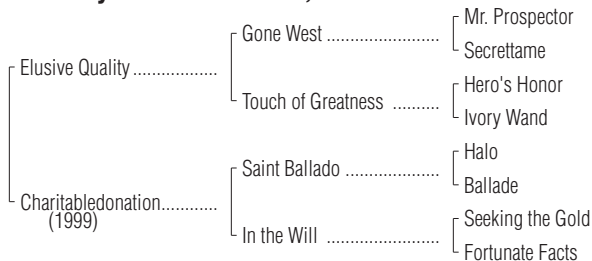 Mr. Prospector
Gone West ........................
Secrettame
Elusive Quality ..................
Hero's Honor
Touch of Greatness ..........
Ivory Wand
Halo
Saint Ballado ....................
Ballade
Charitabledonation............
(1999)
Seeking the Gold
In the Will ........................
Fortunate Facts